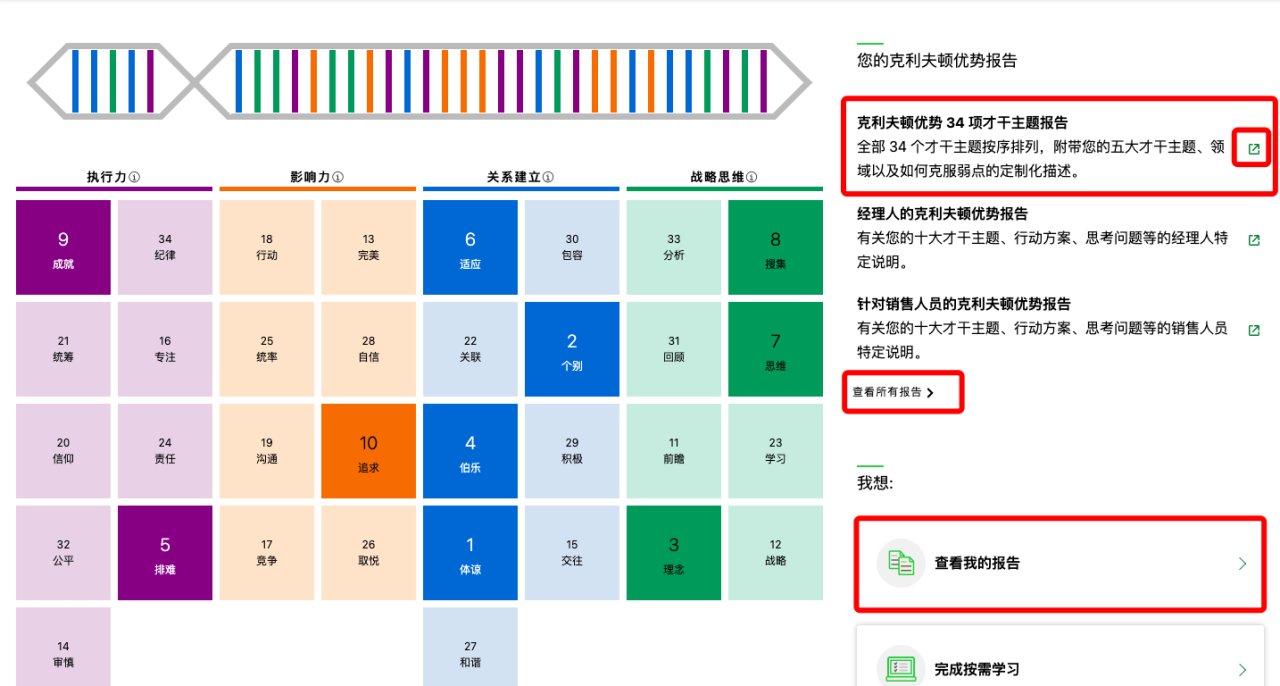 执行力ⓘ
影响力ⓘ
关系建立ⓘ
战略思维ⓘ
9
成就
34
纪律
18
行动
13
完美
6
适应
30
包容
33
分析
8
搜集
21
统筹
16
专注
25
统率
28
自信
22
关联
2
个别
31
回顾
7
思维
20
信仰
24
责任
19
沟通
10
追求
4
伯乐
29
积极
11
前瞻
23
学习
32
公平
5
排难
17
竞争
26
取悦
1
体谅
15
交往
3
理念
12
战略
14
审慎
27
和谐
您的克利夫顿优势报告
克利夫顿优势 34 项才干主题报告
全部 34 个才干主题按序排列，附带您的五大才干主题、领
域以及如何克服弱点的定制化描述。
经理人的克利夫顿优势报告
有关您的十大才干主题、行动方案、思考问题等的经理人特
定说明。
针对销售人员的克利夫顿优势报告
有关您的十大才干主题、行动方案、思考问题等的销售人员
特定说明。
查看所有报告
我想:
查看我的报告
完成按需学习